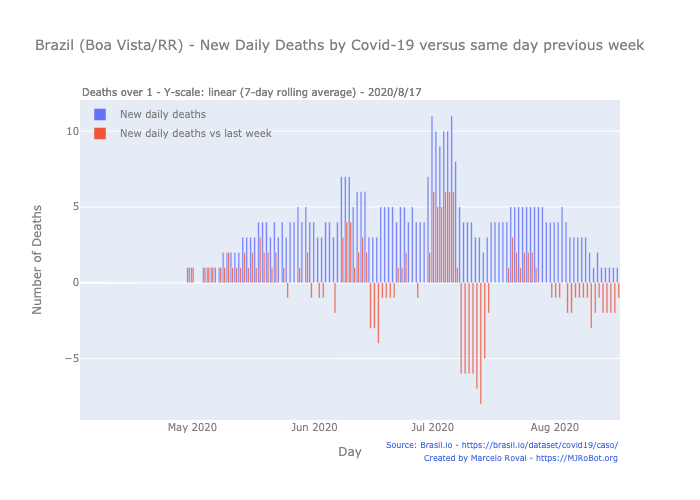 Brazil (Boa Vista/RR) - New Daily Deaths by Covid-19 versus same day previous week
Deaths over 1 - Y-scale: linear (7-day rolling average) - 2020/8/17
New daily deaths
New daily deaths vs last week
10
5
0
−5
Number of Deaths
May 2020
Jun 2020
Jul 2020
Aug 2020
Day
Source: Brasil.io - https://brasil.io/dataset/covid19/caso/
Created by Marcelo Rovai - https://MJRoBot.org